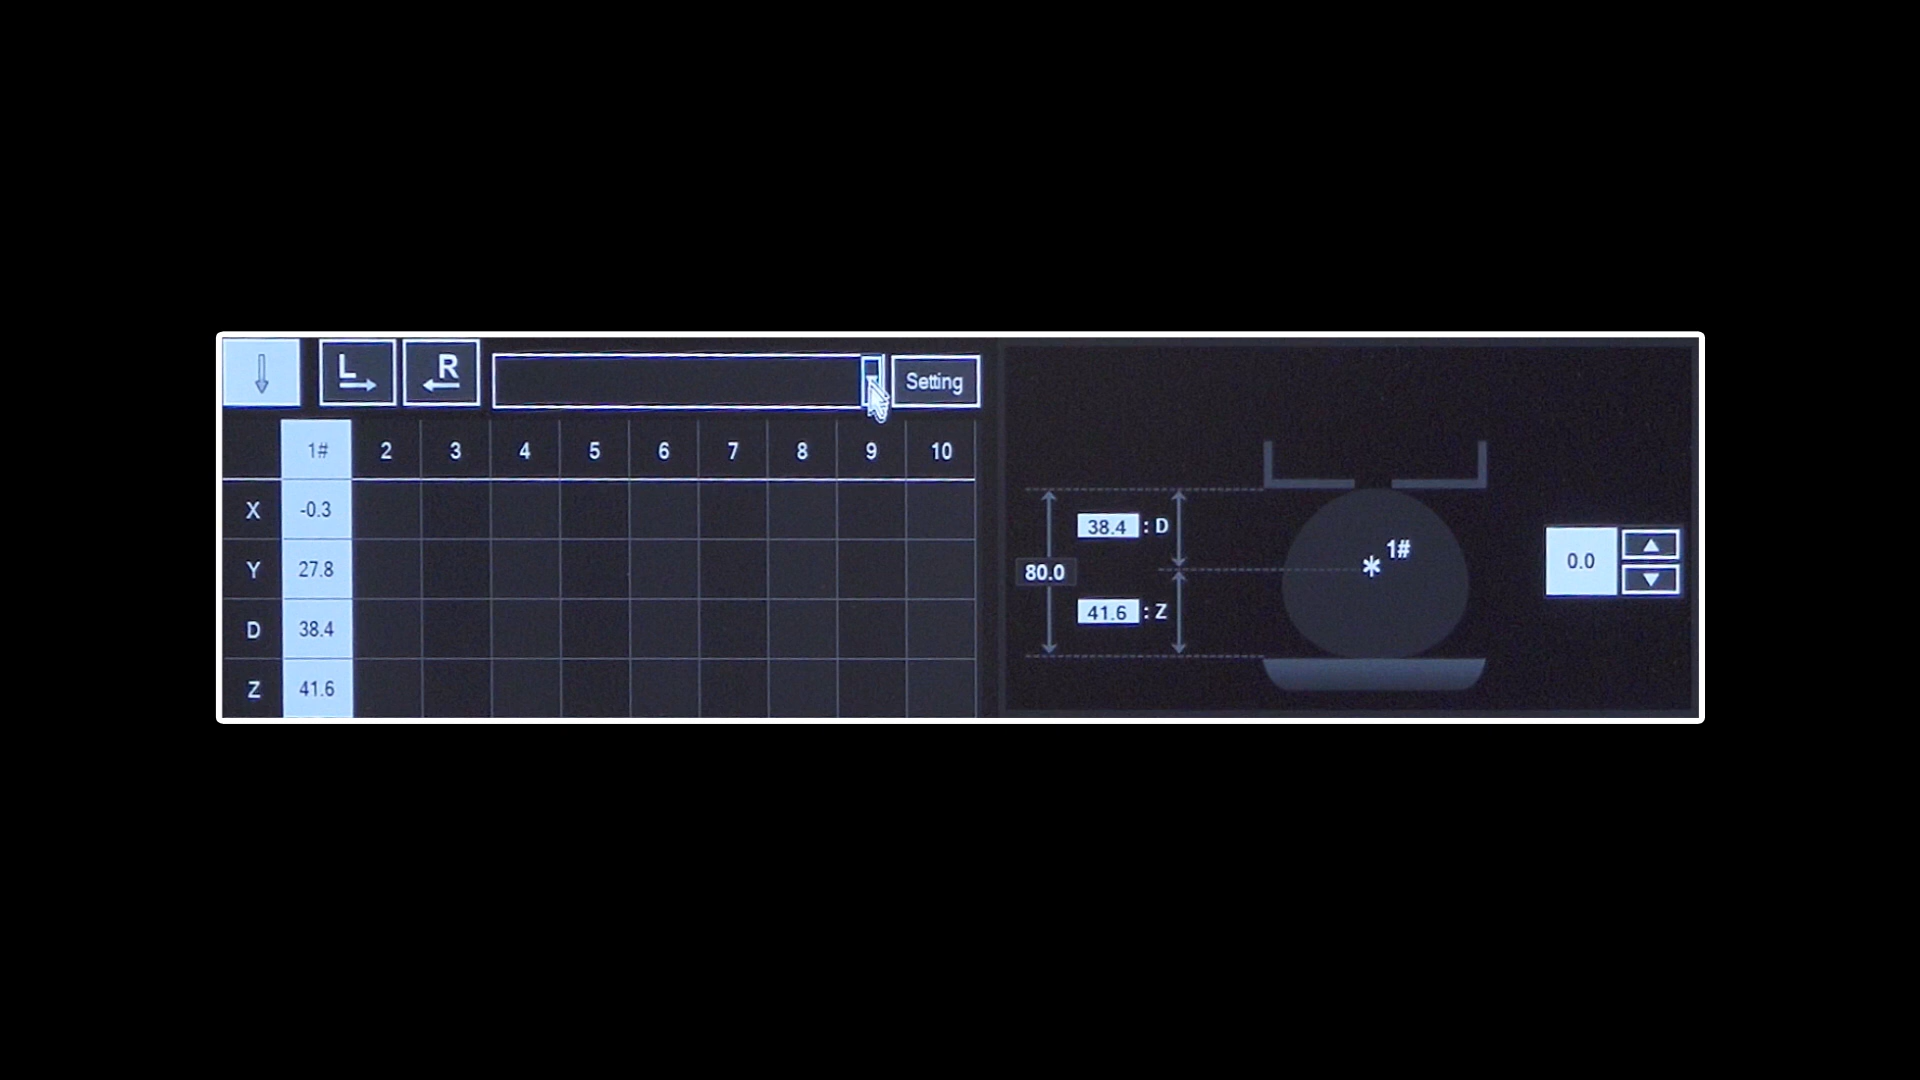 L R Setting
1# 2 3 4 5 6 7 8 9 10
X -0.3
Y 27.8
D 38.4
Z 41.6
38.4 : D
1#
80.0
0.0
41.6 : Z